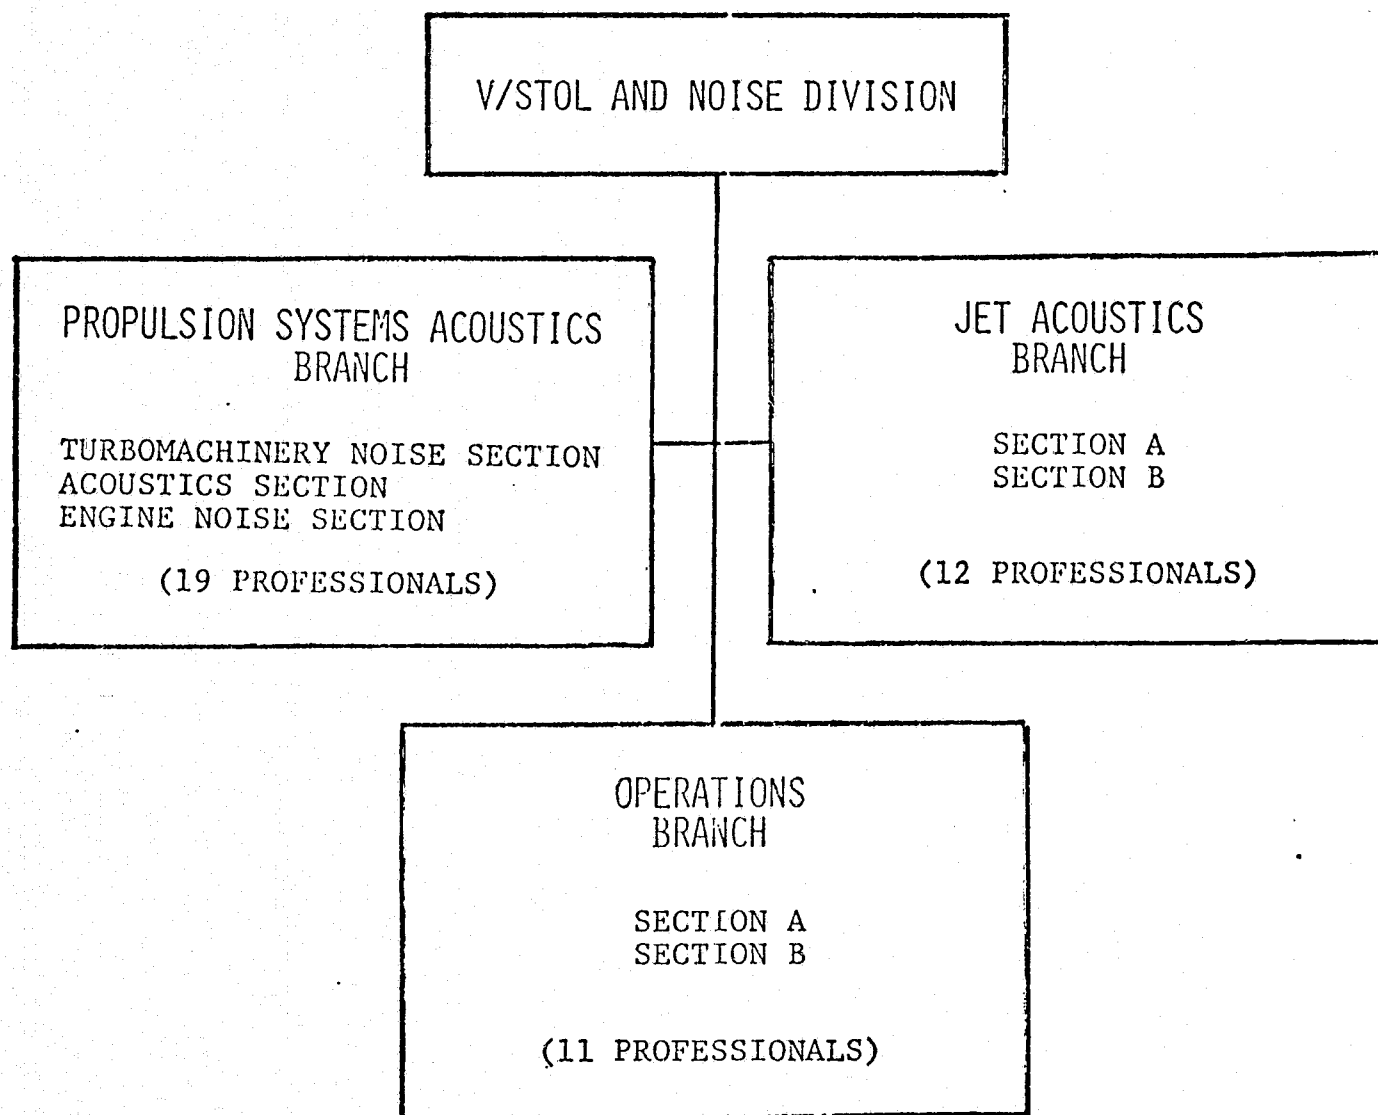 V/STOL AND NOISE DIVISION
PROPULSION SYSTEMS ACOUSTICS
BRANCH
TURBOMACHINERY NOISE SECTION
ACOUSTICS SECTION
ENGINE NOISE SECTION
(19 PROFESSIONALS)
JET ACOUSTICS
BRANCH
SECTION A
SECTION B
(12 PROFESSIONALS)
OPERATIONS
BRANCH
SECTION A
SECTION B
(11 PROFESSIONALS)